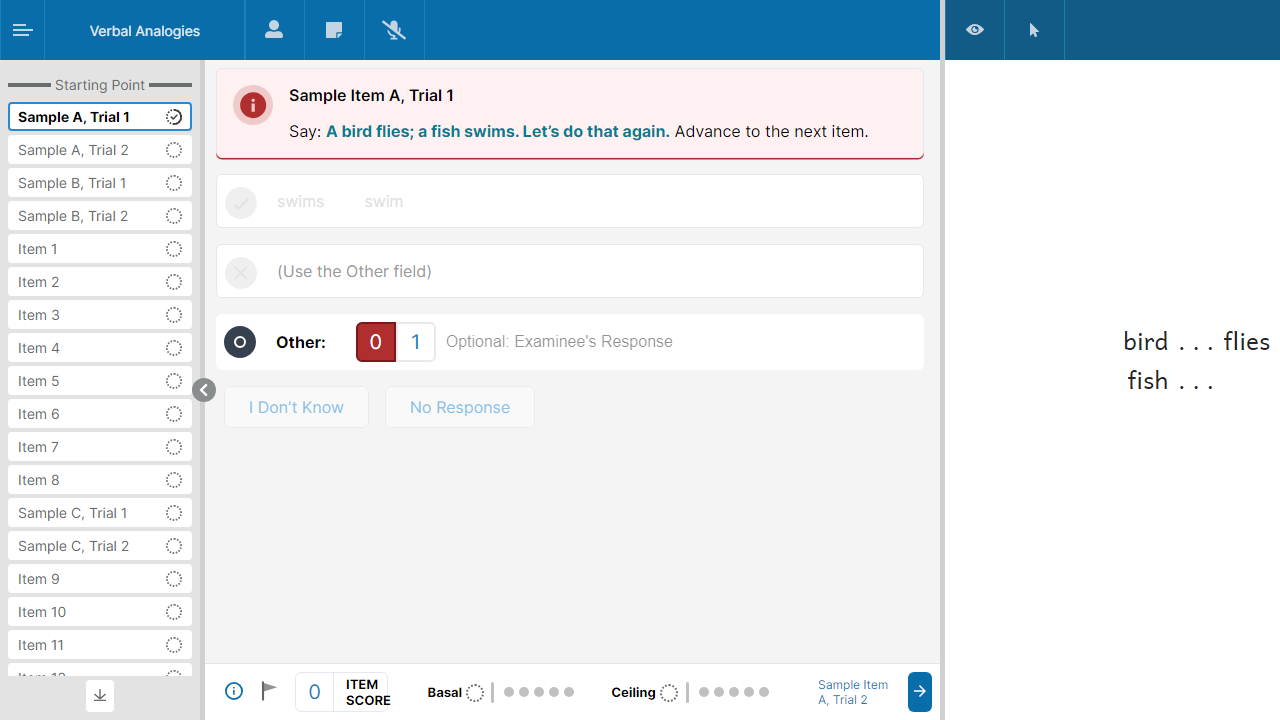 Verbal Analogies
Starting Point
Sample A, Trial 1
Sample A, Trial 2
Sample B, Trial 1
Sample B, Trial 2
Item 1
Item 2
Item 3
Item 4
Item 5
Item 6
Item 7
Item 8
Sample C, Trial 1
Sample C, Trial 2
Item 9
Item 10
Item 11
Sample Item A, Trial 1
Say: A bird flies; a fish swims. Let’s do that again. Advance to the next item.
swims swim
(Use the Other field)
Other: 0 1 Optional: Examinee's Response
I Don’t Know No Response
0 ITEM SCORE Basal Ceiling
Sample Item
A, Trial 2
bird . . . flies
fish . . .